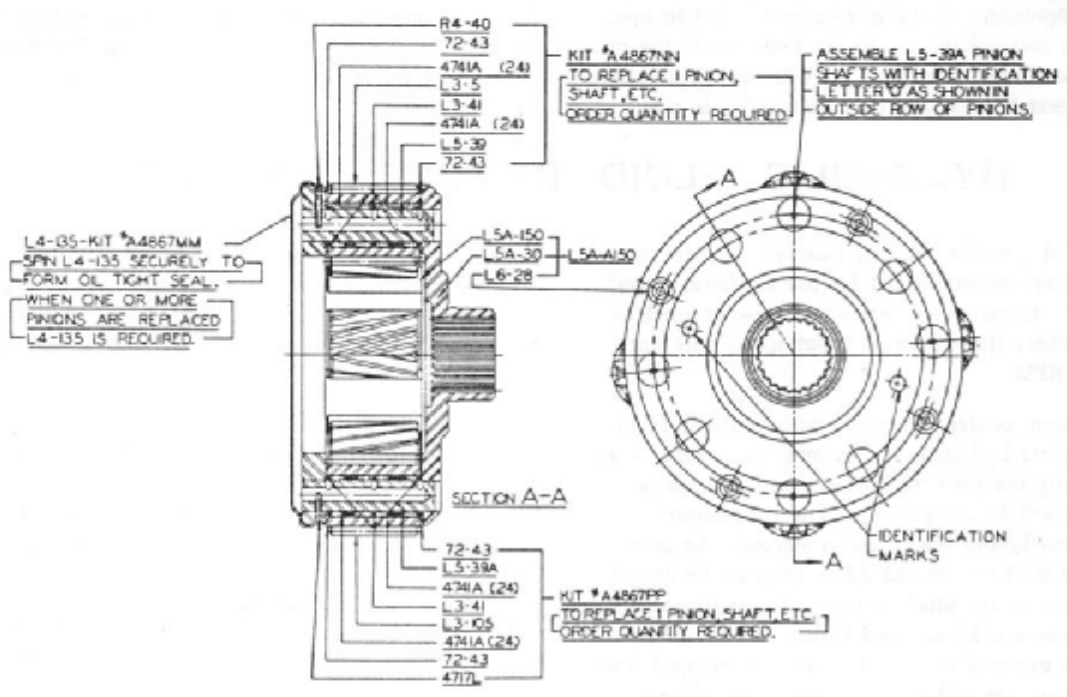 R4-40
72-43
4741A (24)
L3-5
L3-41
4741A (24)
L5-39
72-43
KIT #A4867NN
TO REPLACE 1 PINION,
SHAFT, ETC.
ORDER QUANTITY REQUIRED
ASSEMBLE L5-39A PINION
SHAFTS WITH IDENTIFICATION
LETTER "O" AS SHOWN IN
OUTSIDE ROW OF PINIONS.
L4-135-KIT #A4867MM
SPIN L4-135 SECURELY TO
FORM OIL TIGHT SEAL.
WHEN ONE OR MORE
PINIONS ARE REPLACED
L4-135 IS REQUIRED.
L5A-150
L5A-30
L6-28
L5A-A150
A
SECTION A-A
A
IDENTIFICATION
MARKS
72-43
L5-39A
4741A (24)
L3-41
L3-105
4741A (24)
72-43
4717L
KIT #A4867PP
TO REPLACE 1 PINION, SHAFT, ETC.
ORDER QUANTITY REQUIRED.